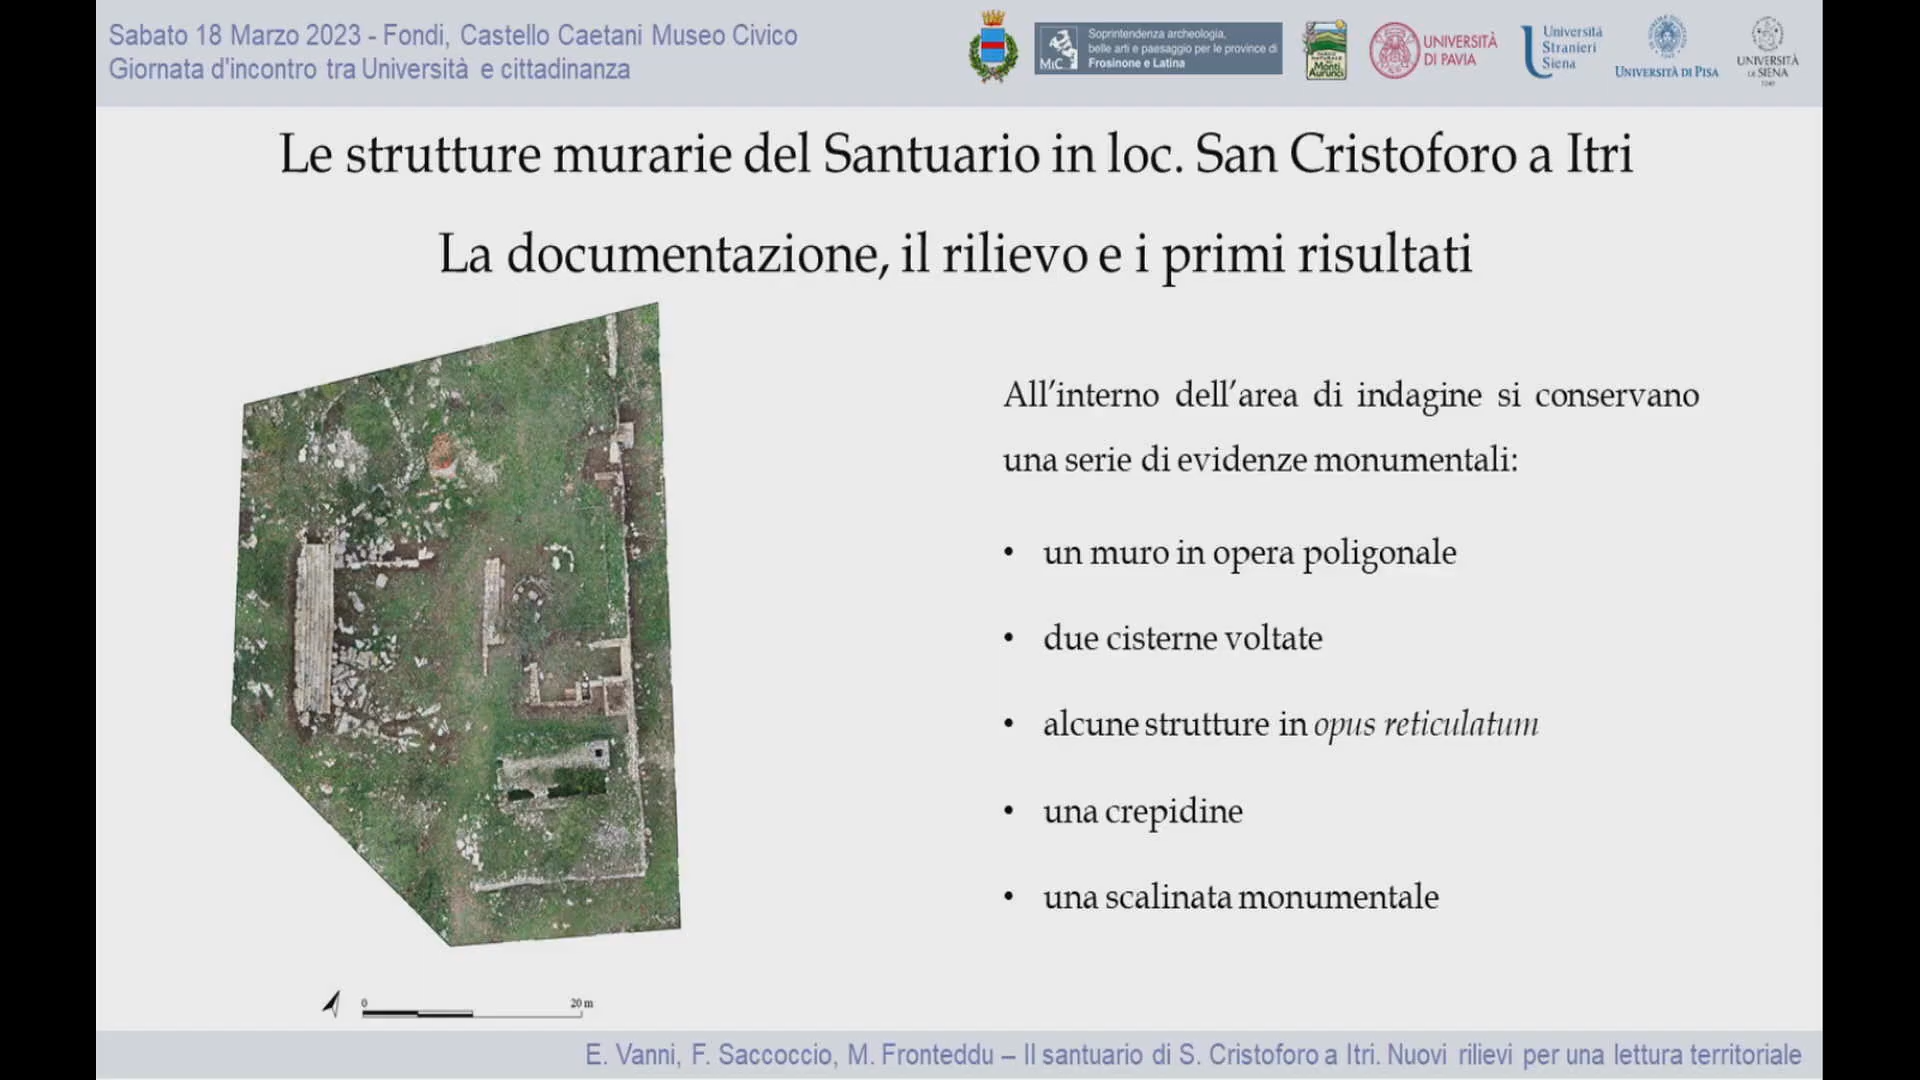 Sabato 18 Marzo 2023 - Fondi, Castello Caetani Museo Civico
Giornata d'incontro tra Università e cittadinanza
MiC
Soprintendenza archeologia,
belle arti e paesaggio per le province di
Frosinone e Latina
Monti
Aurunci
UNIVERSITÀ
DI PAVIA
Università
Stranieri
Siena
UNIVERSITÀ DI PISA
UNIVERSITÀ
DI SIENA
1240
Le strutture murarie del Santuario in loc. San Cristoforo a Itri
La documentazione, il rilievo e i primi risultati
All’interno dell’area di indagine si conservano
una serie di evidenze monumentali:
• un muro in opera poligonale
• due cisterne voltate
• alcune strutture in opus reticulatum
• una crepidine
• una scalinata monumentale
0 20 m
E. Vanni, F. Saccoccio, M. Fronteddu – Il santuario di S. Cristoforo a Itri. Nuovi rilievi per una lettura territoriale